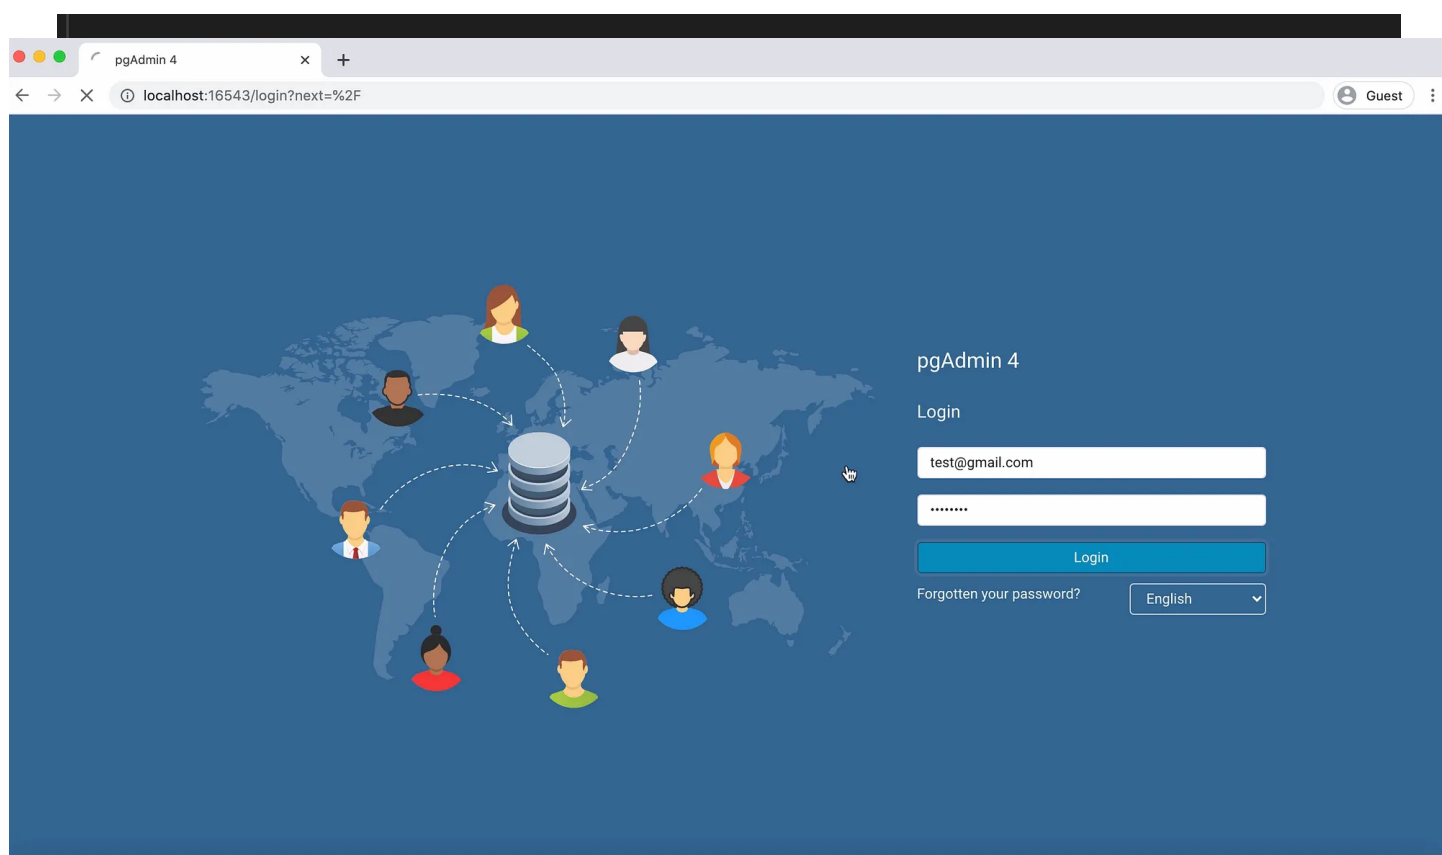 pgAdmin 4
localhost:16543/login?next=%2F
Guest
pgAdmin 4
Login
test@gmail.com
••••••••
Login
Forgotten your password?
English